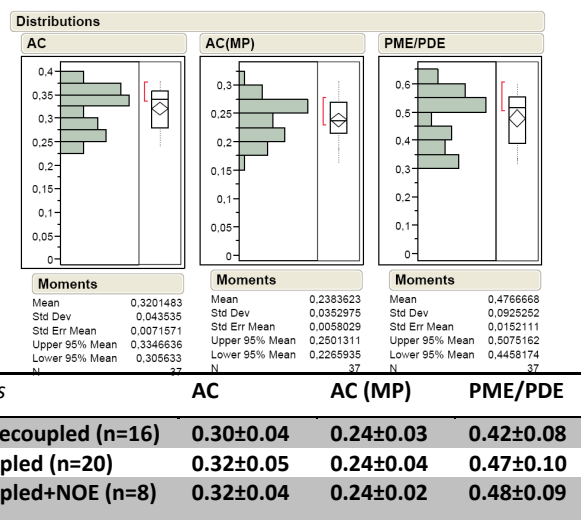 Distributions
AC
0,4
0,35
0,3
0,25
0,2
0,15
0,1
0,05
0
Moments
Mean 0,3201483
Std Dev 0,043535
Std Err Mean 0,0071571
Upper 95% Mean 0,3346636
Lower 95% Mean 0,305633
N 37
AC(MP)
0,3
0,25
0,2
0,15
0,1
0,05
0
Moments
Mean 0,2383623
Std Dev 0,0352975
Std Err Mean 0,0058029
Upper 95% Mean 0,2501311
Lower 95% Mean 0,2265935
N 37
PME/PDE
0,6
0,5
0,4
0,3
0,2
0,1
0
Moments
Mean 0,4766668
Std Dev 0,0925252
Std Err Mean 0,0152111
Upper 95% Mean 0,5075162
Lower 95% Mean 0,4458174
N 37
s AC AC (MP) PME/PDE
ecoupled (n=16) 0.30±0.04 0.24±0.03 0.42±0.08
pled (n=20) 0.32±0.05 0.24±0.04 0.47±0.10
pled+NOE (n=8) 0.32±0.04 0.24±0.02 0.48±0.09